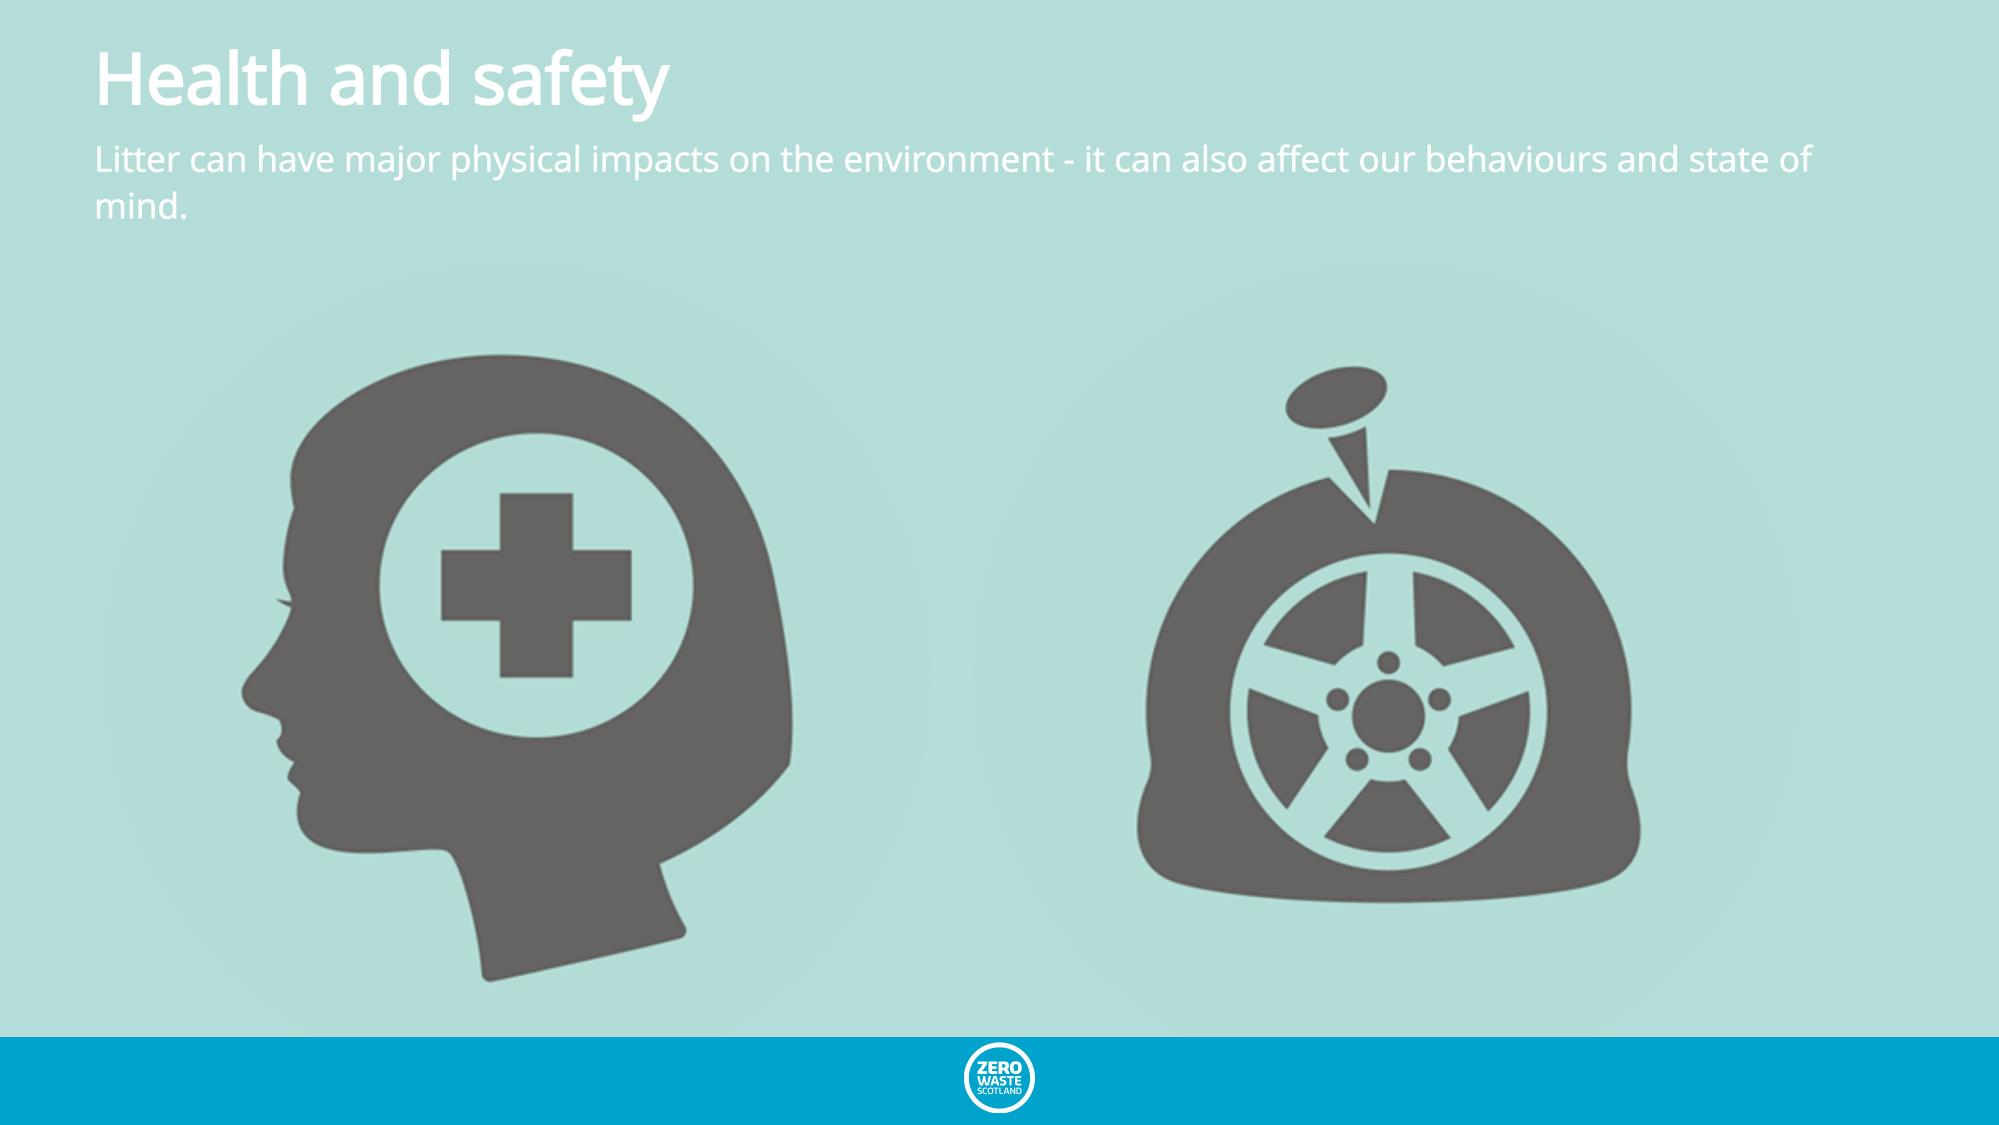 Health and safety
Litter can have major physical impacts on the environment - it can also affect our behaviours and state of
mind.
ZERO
WASTE
SCOTLAND